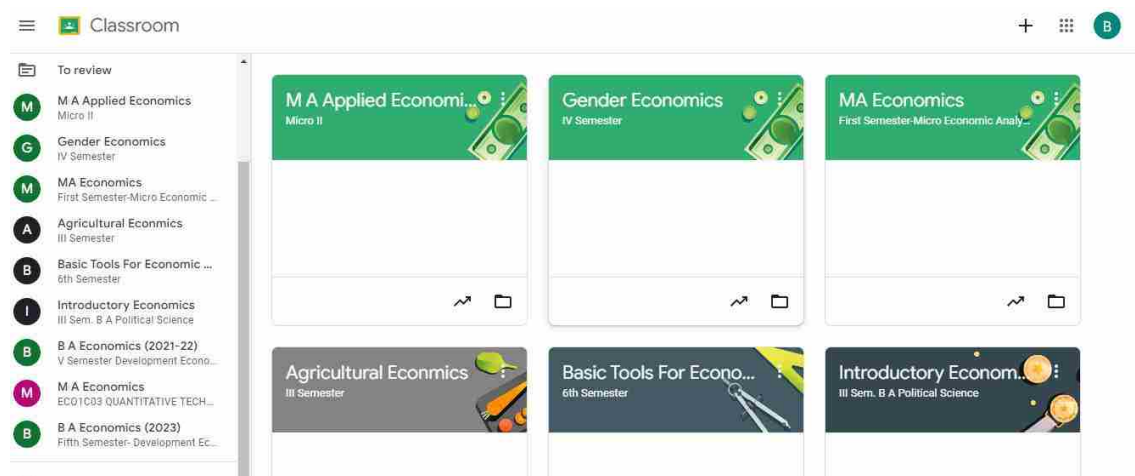 Classroom
B
To review
M
M A Applied Economics
Micro II
G
Gender Economics
IV Semester
M
MA Economics
First Semester-Micro Economic ...
A
Agricultural Econmics
III Semester
B
Basic Tools For Economic ...
6th Semester
I
Introductory Economics
III Sem. B A Political Science
B
B A Economics (2021-22)
V Semester Development Econo...
M
M A Economics
ECO1C03 QUANTITATIVE TECH...
B
B A Economics (2023)
Fifth Semester- Development Ec...
M A Applied Economi...
Micro II
Gender Economics
IV Semester
MA Economics
First Semester-Micro Economic Analy...
Agricultural Econmics
III Semester
Basic Tools For Econo...
6th Semester
Introductory Econom...
III Sem. B A Political Science